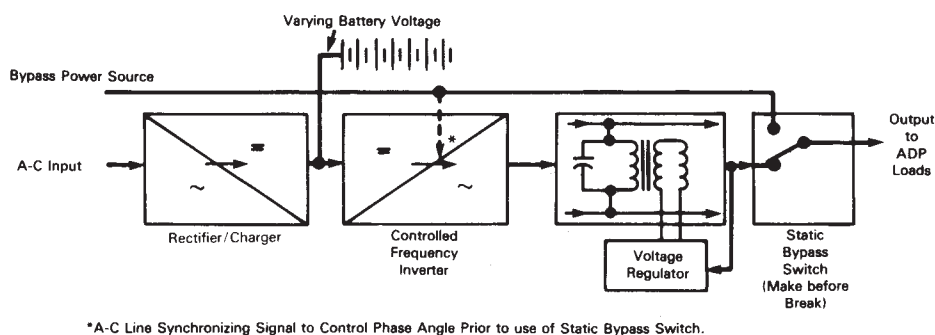 Varying Battery Voltage
Bypass Power Source
A-C Input
=
~
Rectifier/Charger
*
=
~
Controlled
Frequency
Inverter
Voltage
Regulator
Static
Bypass
Switch
(Make before
Break)
Output
to
ADP
Loads
*A-C Line Synchronizing Signal to Control Phase Angle Prior to use of Static Bypass Switch.